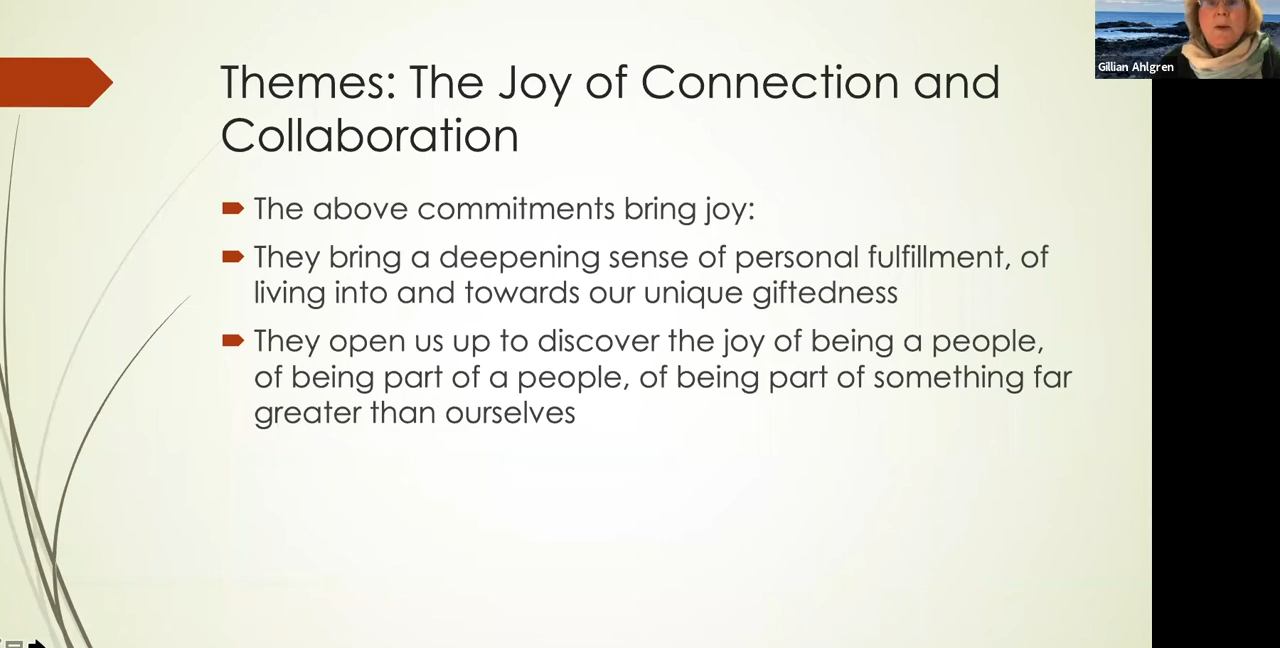 Gillian Ahlgren
Themes: The Joy of Connection and
Collaboration
The above commitments bring joy:
They bring a deepening sense of personal fulfillment, of
living into and towards our unique giftedness
They open us up to discover the joy of being a people,
of being part of a people, of being part of something far
greater than ourselves